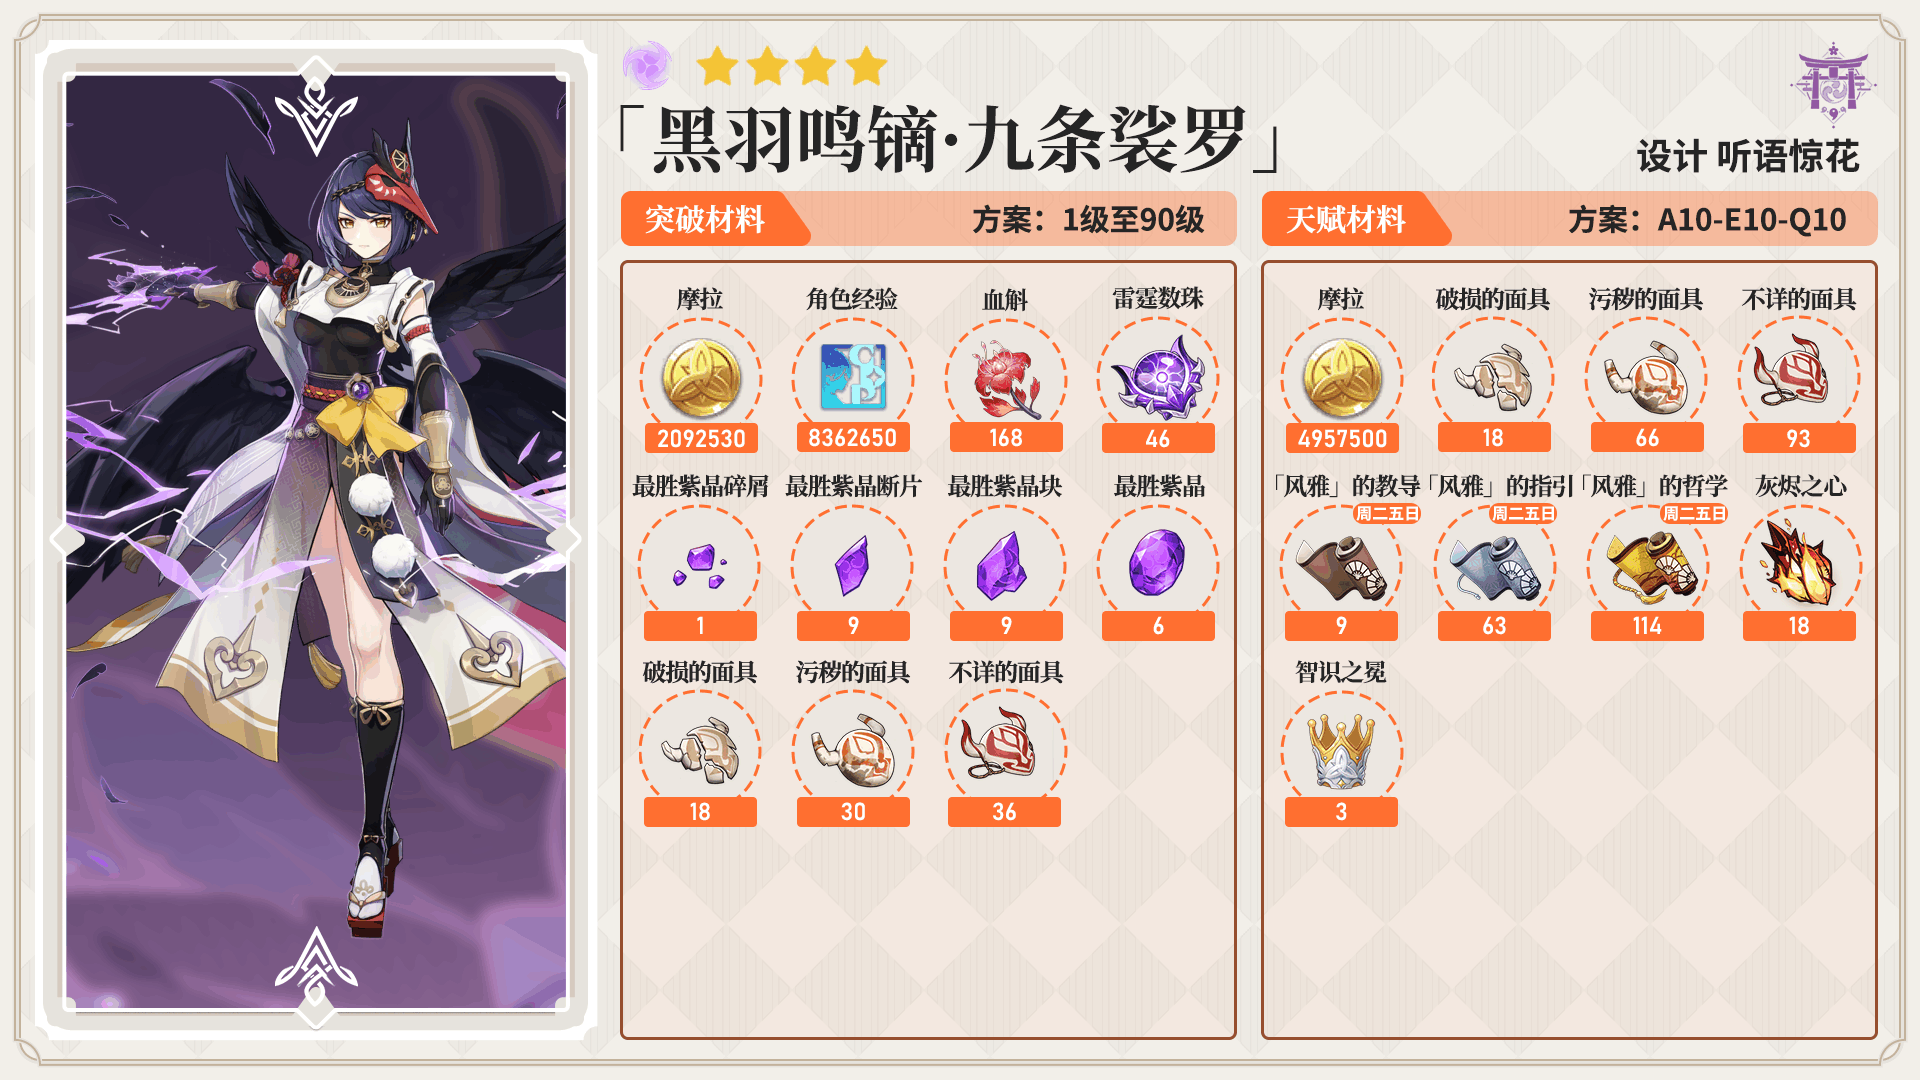 「黑羽鸣镝·九条裟罗」
设计 听语惊花
突破材料 方案：1级至90级
摩拉 角色经验 血斛 雷霆数珠
2092530 8362650 168 46
最胜紫晶碎屑 最胜紫晶断片 最胜紫晶块 最胜紫晶
1 9 9 6
破损的面具 污秽的面具 不详的面具
18 30 36
天赋材料 方案：A10-E10-Q10
摩拉 破损的面具 污秽的面具 不详的面具
4957500 18 66 93
「风雅」的教导 「风雅」的指引 「风雅」的哲学 灰烬之心
周二五日 周二五日 周二五日
9 63 114 18
智识之冕
3